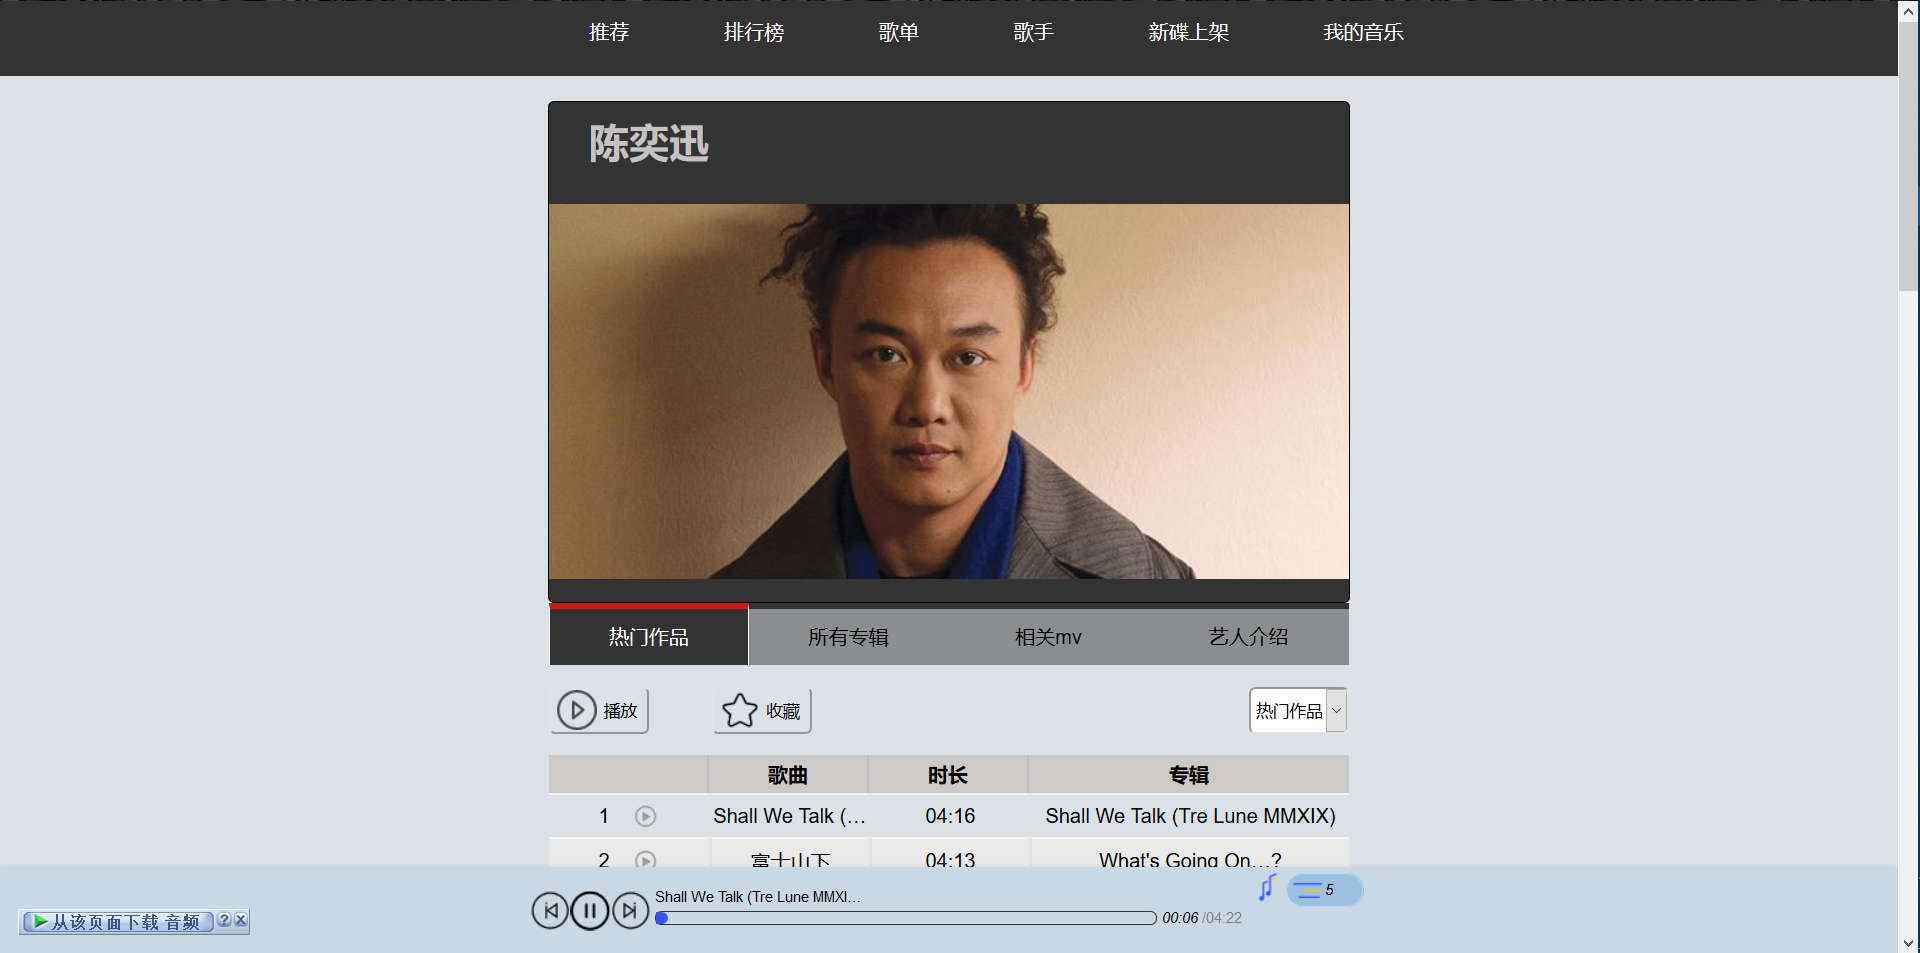 推荐 排行榜 歌单 歌手 新碟上架 我的音乐
陈奕迅
热门作品 所有专辑 相关mv 艺人介绍
播放 收藏 热门作品
歌曲 时长 专辑
1 Shall We Talk (… 04:16 Shall We Talk (Tre Lune MMXIX)
2 富士山下 04:13 What's Going On…?
Shall We Talk (Tre Lune MMXI…
00:06 /04:22
5
从该页面下载 音频 ? X